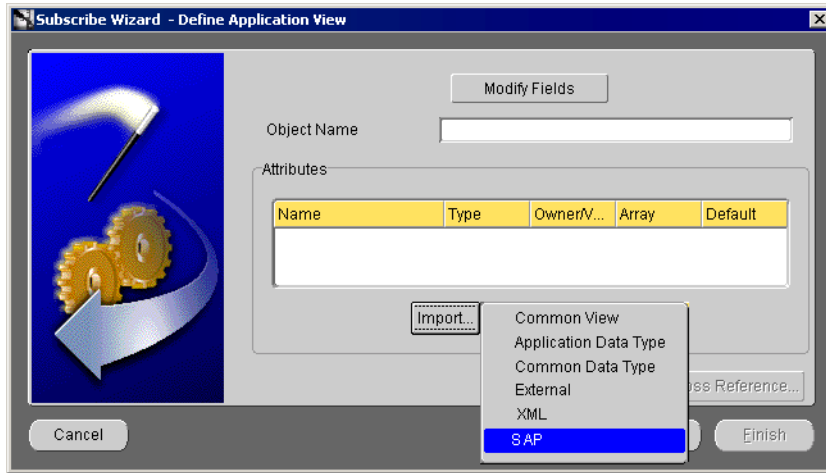 Subscribe Wizard - Define Application View
Modify Fields
Object Name
Attributes
Name Type Owner/V... Array Default
Import...
Common View
Application Data Type
Common Data Type
External
XML
SAP
Reference...
Cancel
Finish